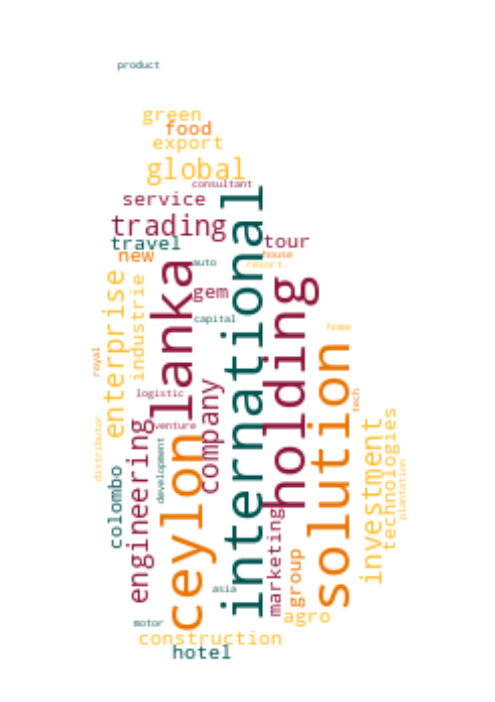 product
green
food
export
global
consultant
service
trading
travel
tour
new
house
auto
resort
international
lanka
gem
enterprise
industrie
holding
capital
home
solution
royal
company
logistic
tech
venture
ceylon
engineering
distributor
development
colombo
investment
technologies
plantation
marketing
group
asia
agro
motor
construction
hotel